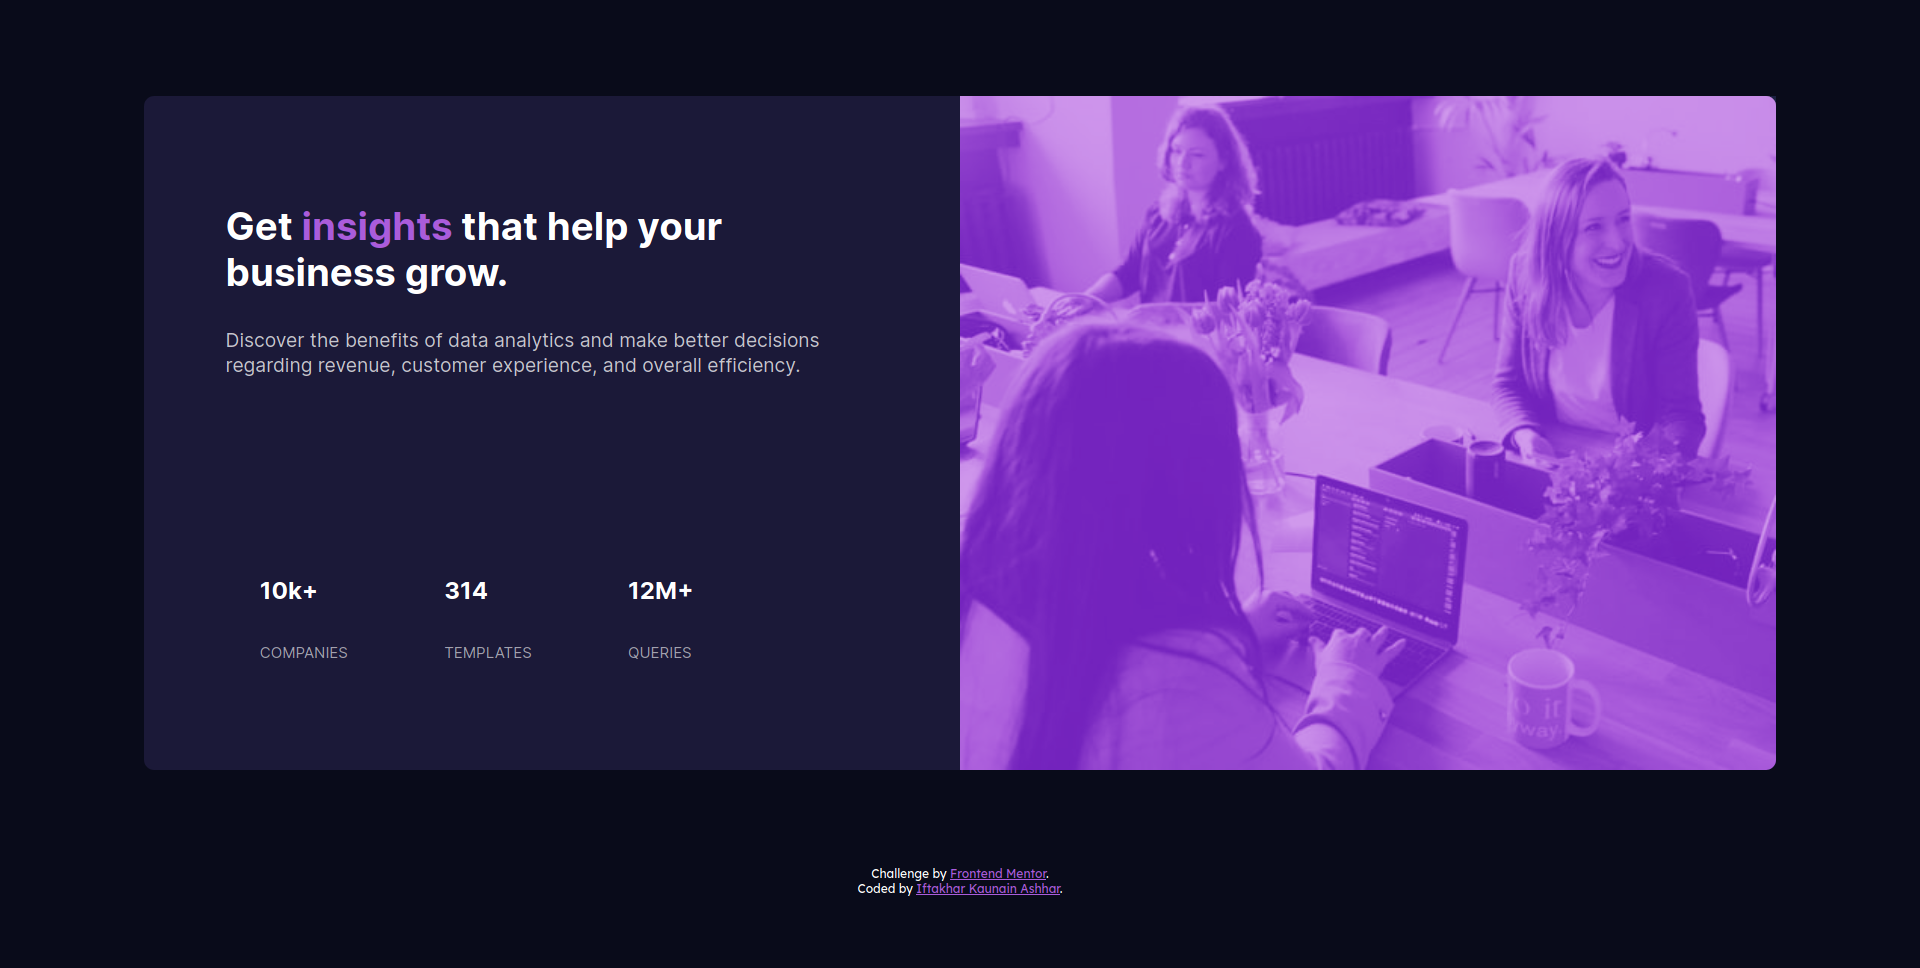 Get insights that help your
business grow.
Discover the benefits of data analytics and make better decisions
regarding revenue, customer experience, and overall efficiency.
10k+
314
12M+
COMPANIES
TEMPLATES
QUERIES
way.
Challenge by Frontend Mentor.
Coded by Iftakhar Kaunain Ashhar.